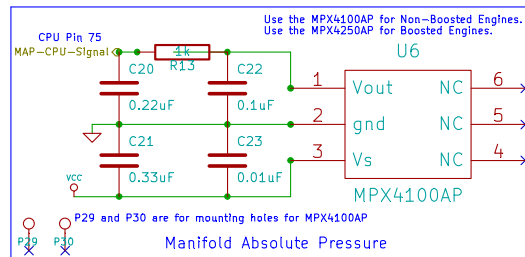 Use the MPX4100AP for Non-Boosted Engines.
Use the MPX4250AP for Boosted Engines.
CPU Pin 75
MAP-CPU-Signal
1k
R13
U6
C20
0.22uF
C22
0.1uF
1
Vout
NC
6
2
gnd
NC
5
3
Vs
NC
4
C21
0.33uF
C23
0.01uF
VCC
MPX4100AP
P29 and P30 are for mounting holes for MPX4100AP
P29
P30
Manifold Absolute Pressure